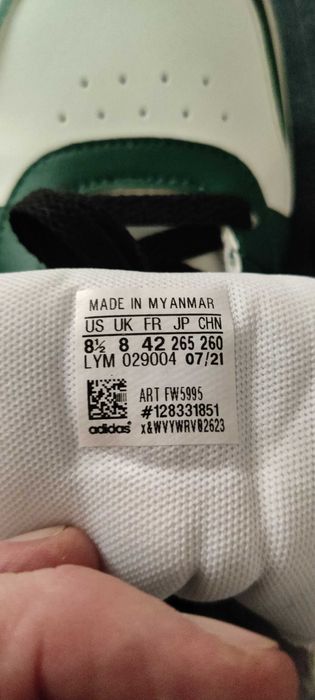 MADE IN MYANMAR
US UK FR JP CHN
8½ 8 42 265 260
LYM 029004 07/21
ART FW5995
#128331851
adidas® x&WVYWRV82623